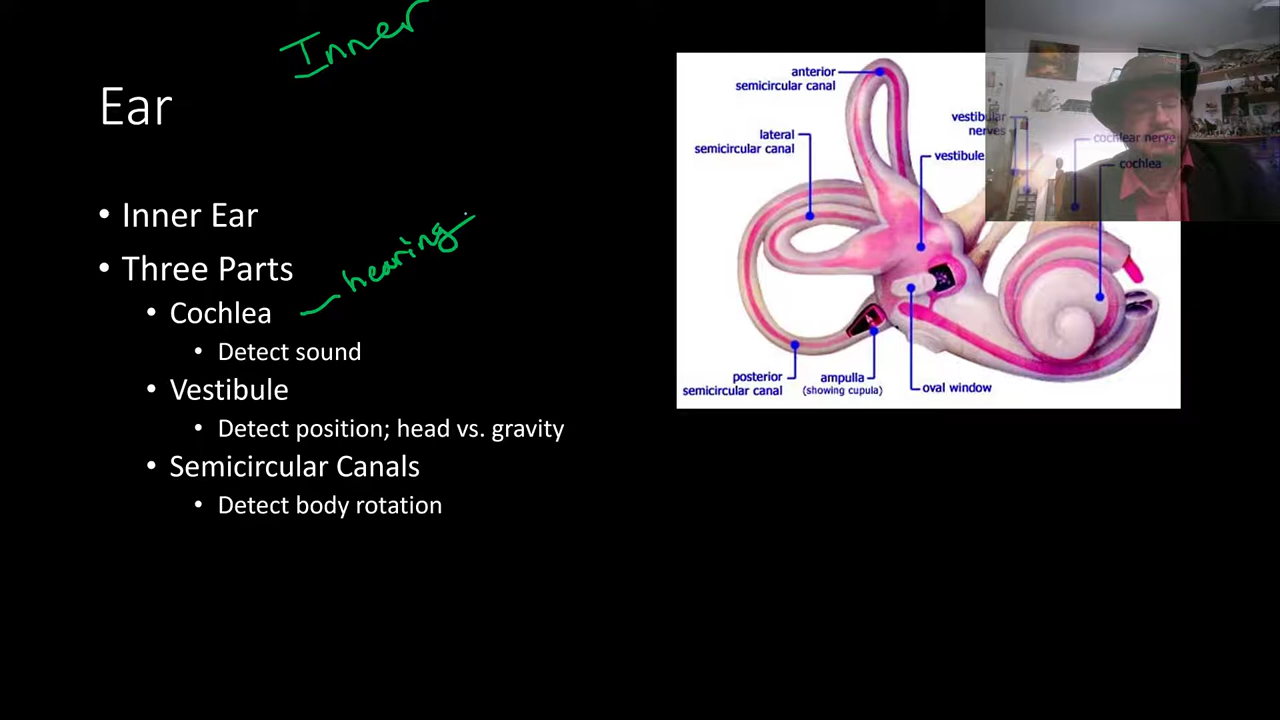 Inner
Ear
• Inner Ear
• Three Parts
• Cochlea
hearing
• Detect sound
• Vestibule
• Detect position; head vs. gravity
• Semicircular Canals
• Detect body rotation
anterior
semicircular canal
lateral
semicircular canal
vestibular
nerves
vestibule
cochlear nerve
cochlea
posterior
semicircular canal
ampulla
(showing cupula)
oval window